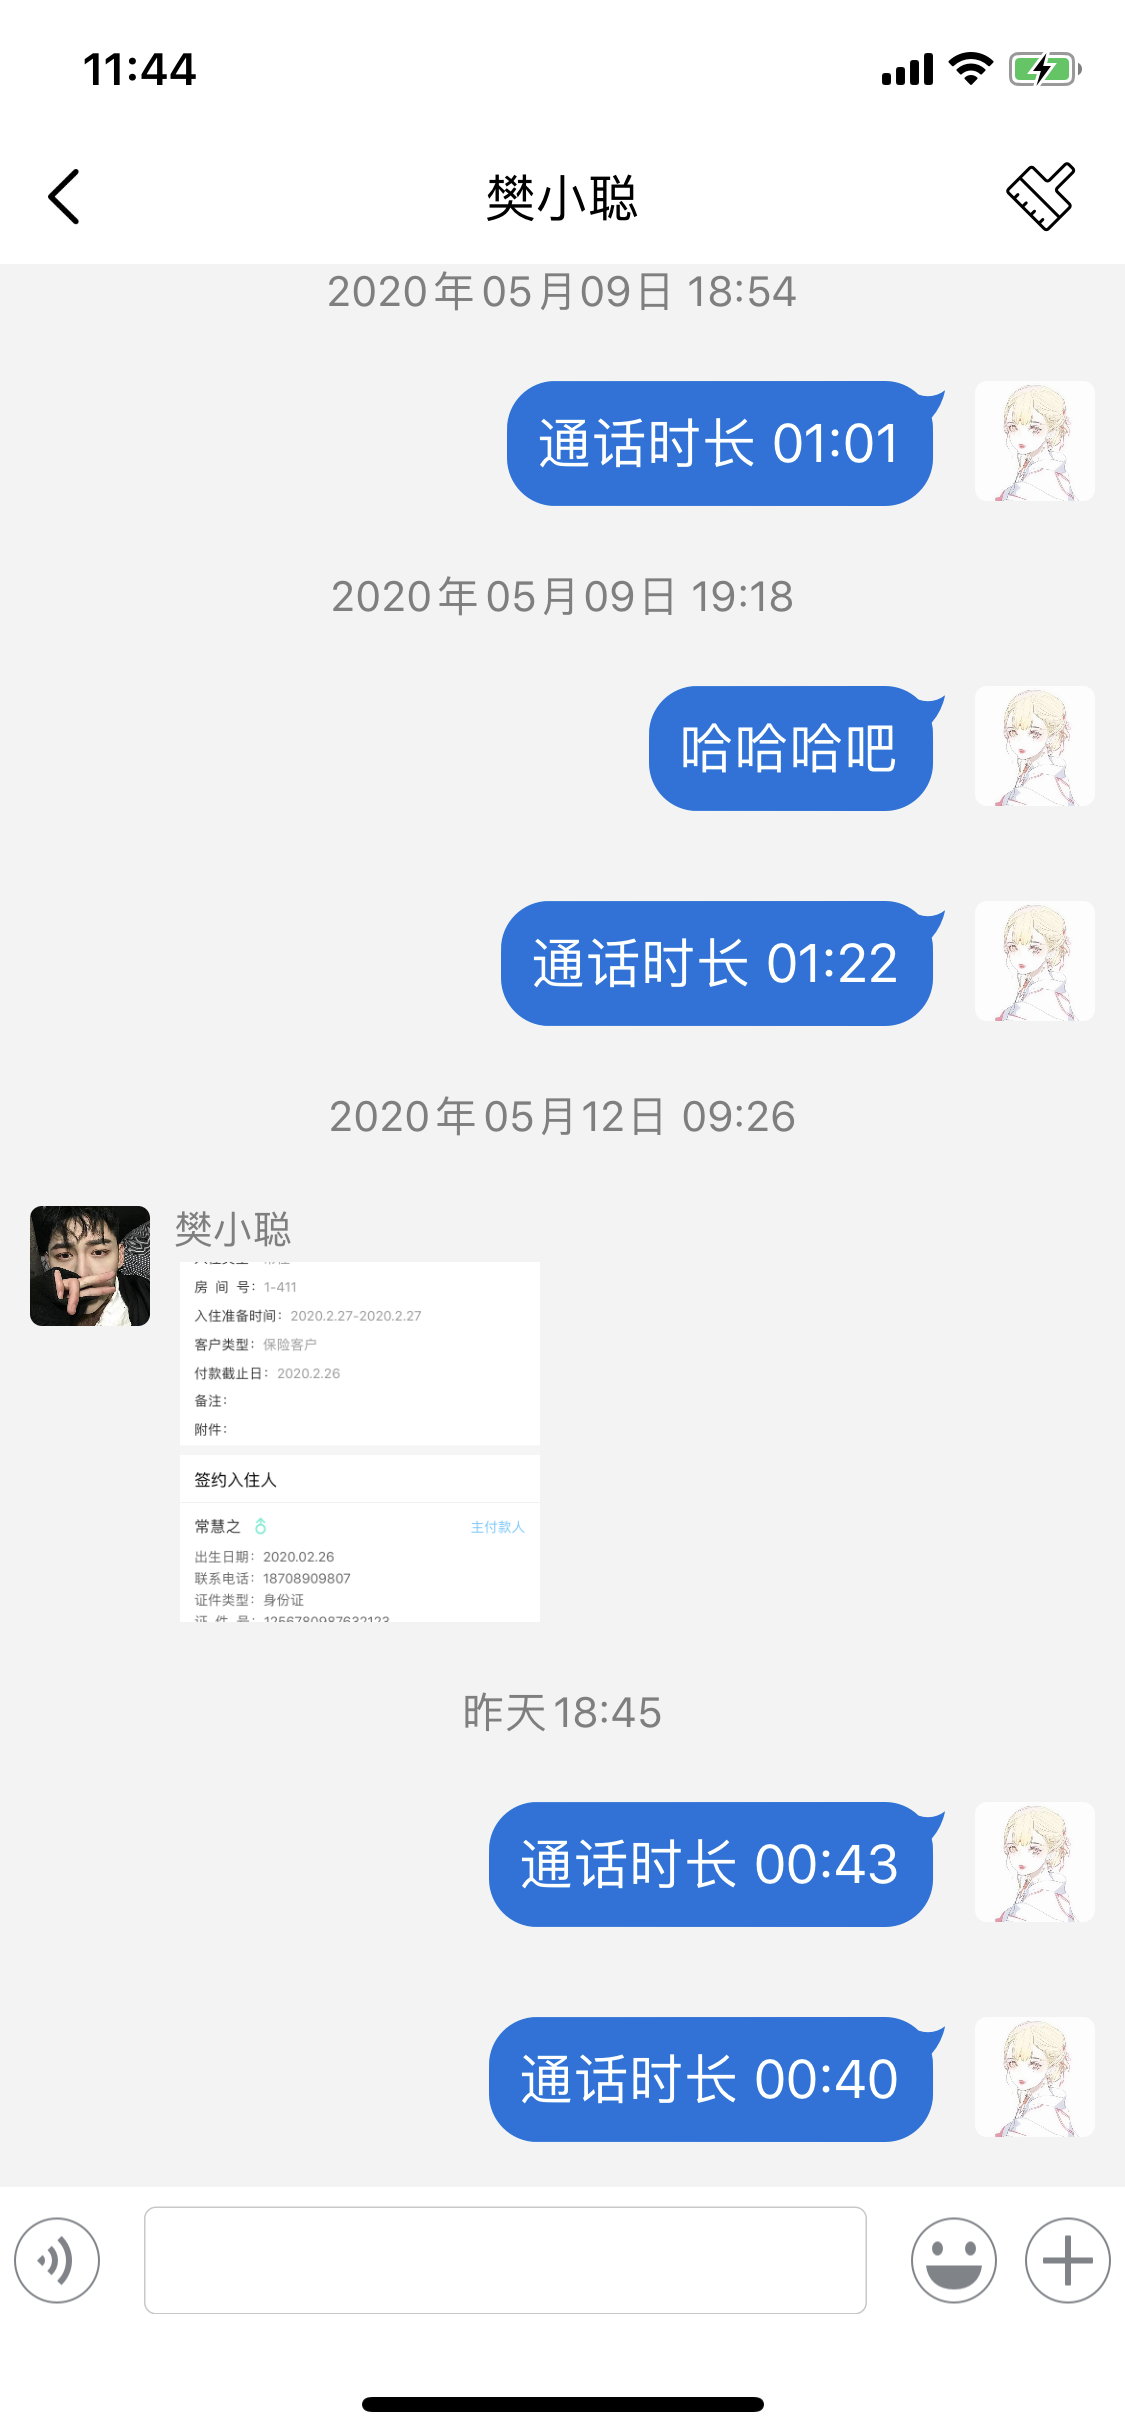 11:44
樊小聪
2020年05月09日 18:54
通话时长 01:01
2020年05月09日 19:18
哈哈哈吧
通话时长 01:22
2020年05月12日 09:26
樊小聪
房 间 号：1-411
入住准备时间：2020.2.27-2020.2.27
客户类型：保险客户
付款截止日：2020.2.26
备注：
附件：
签约入住人
常慧之 主付款人
出生日期：2020.02.26
联系电话：18708909807
证件类型：身份证
昨天 18:45
通话时长 00:43
通话时长 00:40